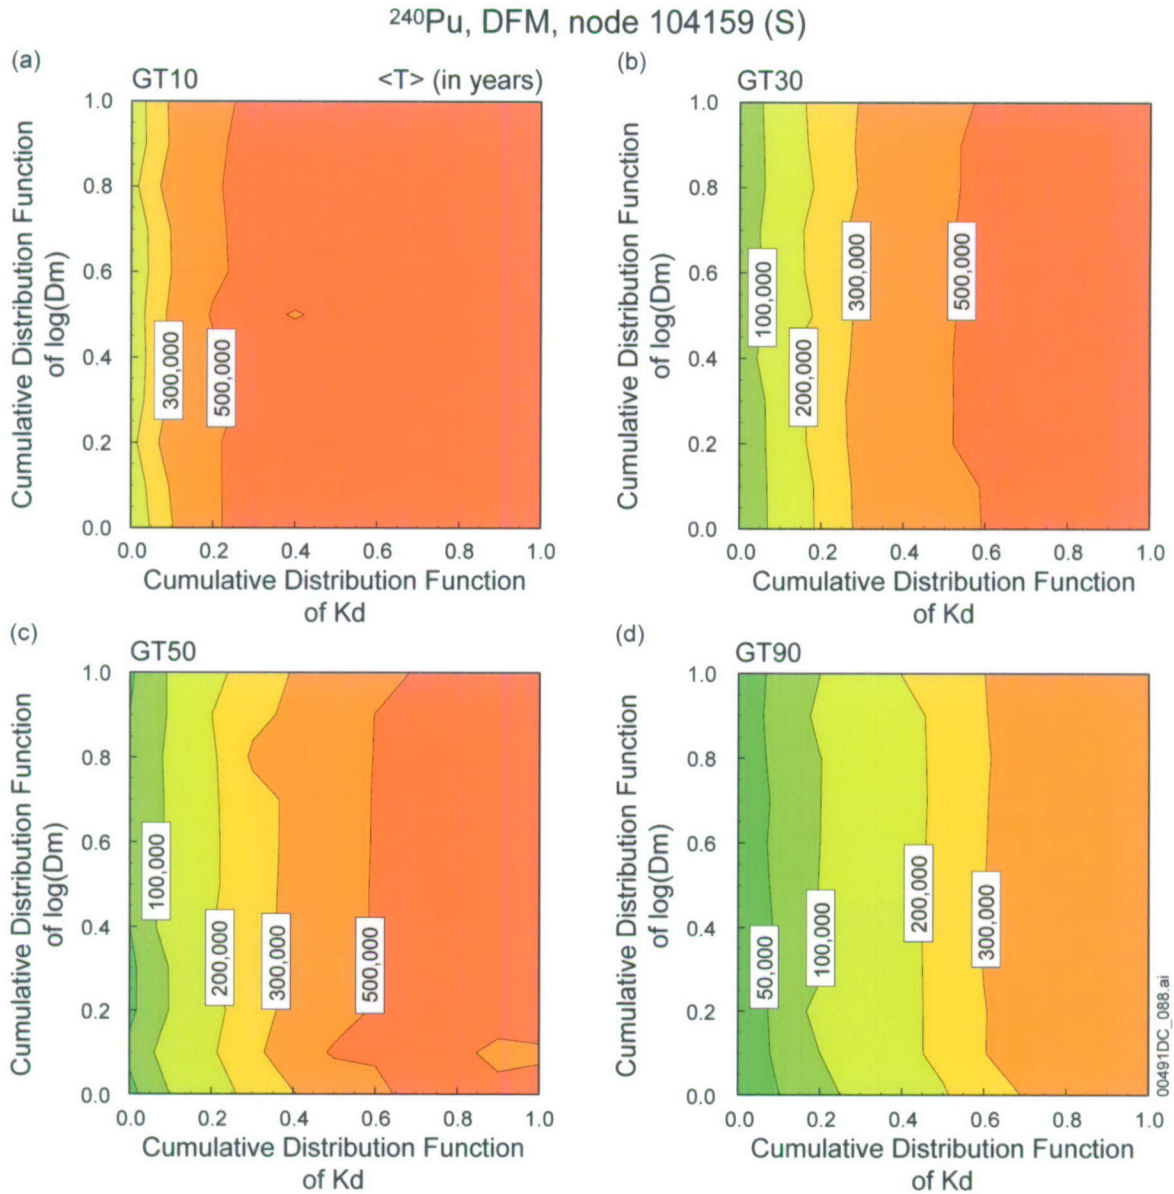 ²⁴⁰Pu, DFM, node 104159 (S)
(a)
GT10 <T> (in years)
Cumulative Distribution Function
of log(Dm)
1.0
0.8
0.6
0.4
0.2
0.0
300,000
500,000
0.0 0.2 0.4 0.6 0.8 1.0
Cumulative Distribution Function
of Kd
(b)
GT30
Cumulative Distribution Function
of log(Dm)
1.0
0.8
0.6
0.4
0.2
0.0
100,000
200,000
300,000
500,000
0.0 0.2 0.4 0.6 0.8 1.0
Cumulative Distribution Function
of Kd
(c)
GT50
Cumulative Distribution Function
of log(Dm)
1.0
0.8
0.6
0.4
0.2
0.0
100,000
200,000
300,000
500,000
0.0 0.2 0.4 0.6 0.8 1.0
Cumulative Distribution Function
of Kd
(d)
GT90
Cumulative Distribution Function
of log(Dm)
1.0
0.8
0.6
0.4
0.2
0.0
50,000
100,000
200,000
300,000
0.0 0.2 0.4 0.6 0.8 1.0
Cumulative Distribution Function
of Kd
00491DC_088.ai